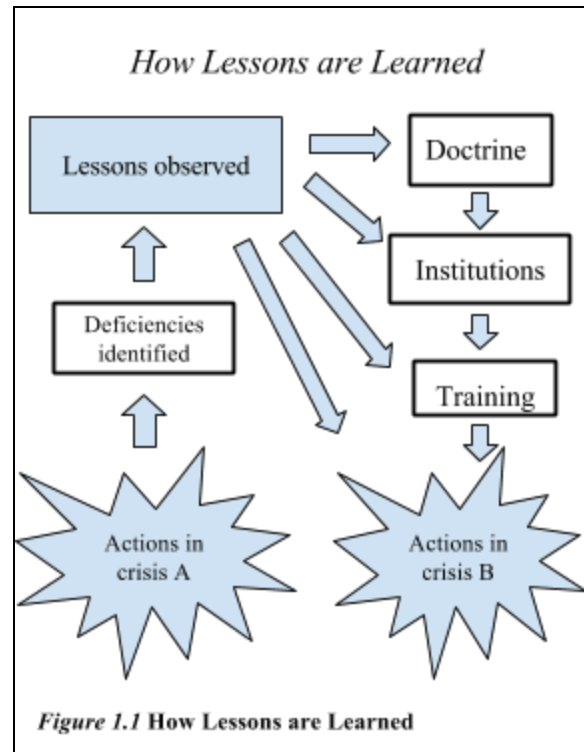 How Lessons are Learned
Lessons observed
Doctrine
Institutions
Deficiencies
identified
Training
Actions in
crisis A
Actions in
crisis B
Figure 1.1 How Lessons are Learned